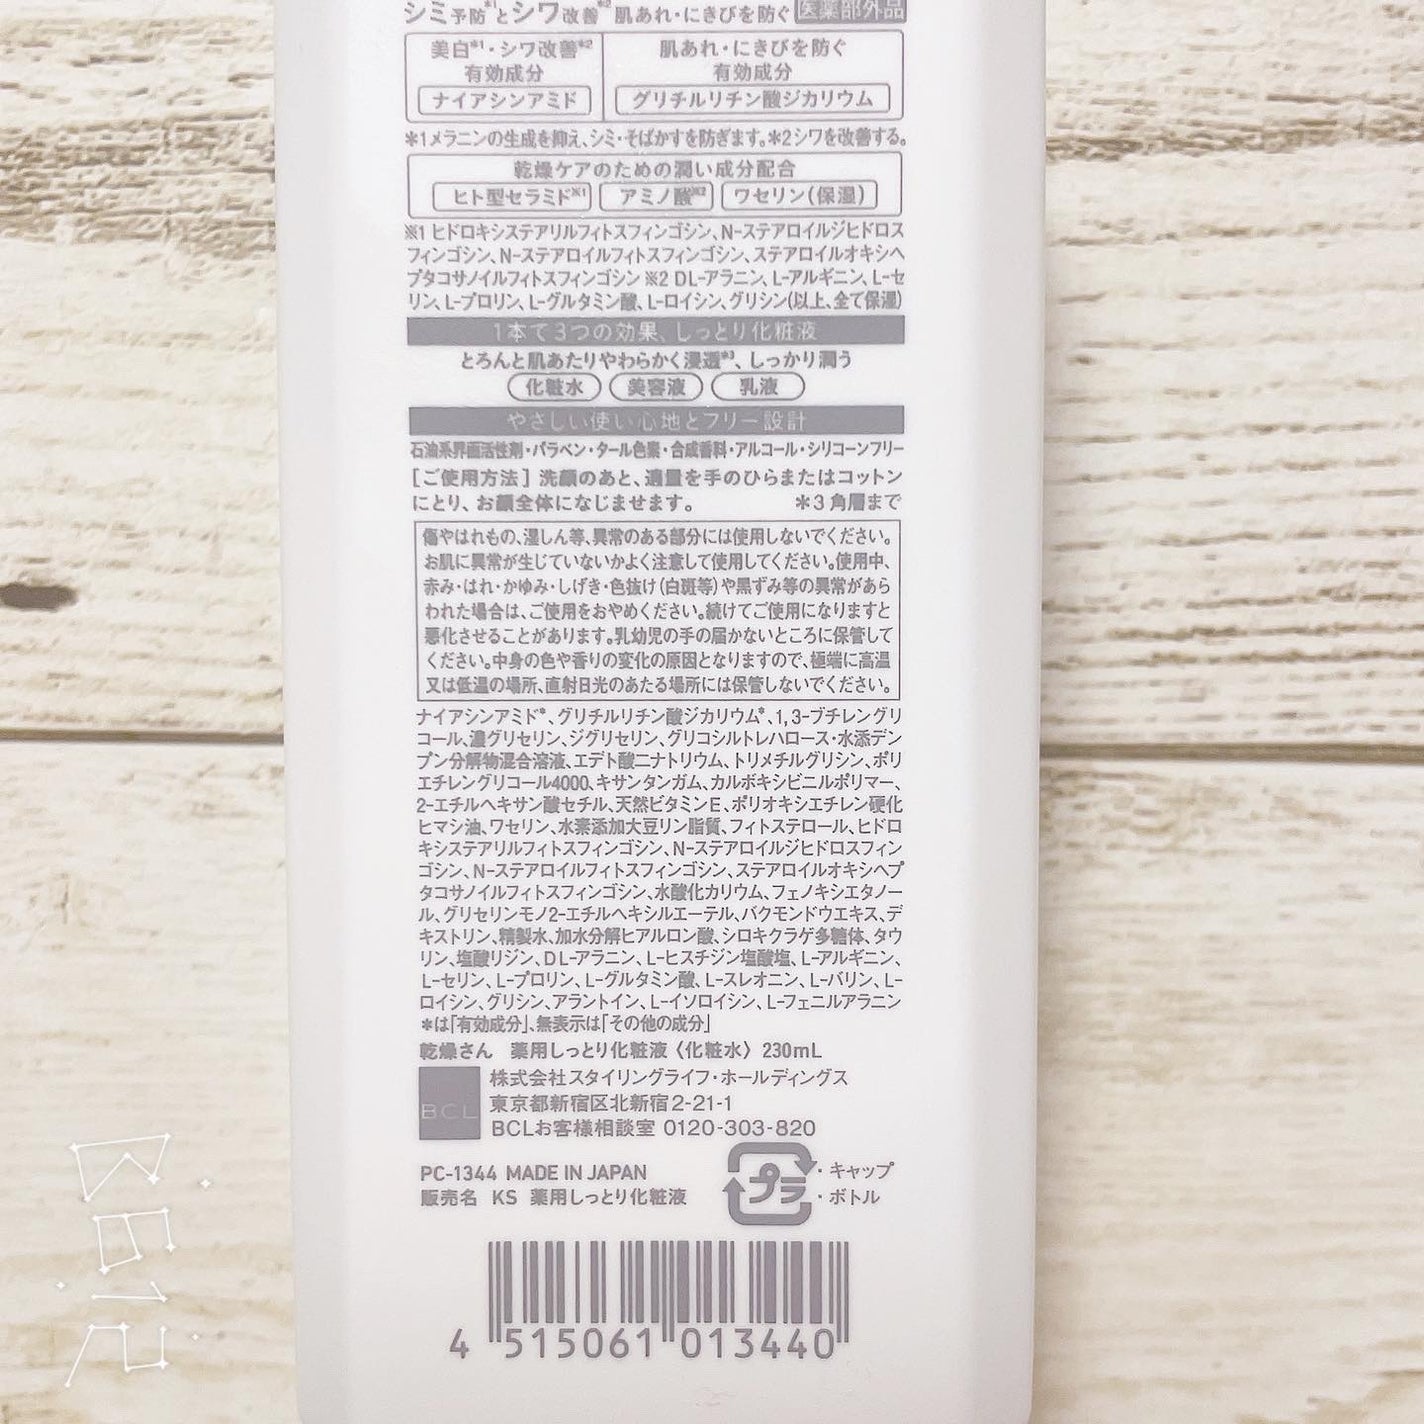 シミ予防*1とシワ改善*2 肌あれ・にきびを防ぐ 医薬部外品
美白*1・シワ改善*2
有効成分
ナイアシンアミド
肌あれ・にきびを防ぐ
有効成分
グリチルリチン酸ジカリウム
*1メラニンの生成を抑え、シミ・そばかすを防ぎます。*2シワを改善する。
乾燥ケアのための潤い成分配合
ヒト型セラミド※1 アミノ酸※2 ワセリン(保湿)
※1 ヒドロキシステアリルフィトスフィンゴシン、N-ステアロイルジヒドロス
フィンゴシン、N-ステアロイルフィトスフィンゴシン、ステアロイルオキシヘ
プタコサノイルフィトスフィンゴシン ※2 DL-アラニン、L-アルギニン、L-セ
リン、L-プロリン、L-グルタミン酸、L-ロイシン、グリシン(以上、全て保湿)
1本で3つの効果、しっとり化粧液
とろんと肌あたりやわらかく浸透*3、しっかり潤う
化粧水 美容液 乳液
やさしい使い心地とフリー設計
石油系界面活性剤・パラベン・タール色素・合成香料・アルコール・シリコーンフリー
[ご使用方法] 洗顔のあと、適量を手のひらまたはコットン
にとり、お顔全体になじませます。 *3 角層まで
傷やはれもの、湿しん等、異常のある部分には使用しないでください。
お肌に異常が生じていないかよく注意して使用してください。使用中、
赤み・はれ・かゆみ・しげき・色抜け(白斑等)や黒ずみ等の異常があら
われた場合は、ご使用をおやめください。続けてご使用になりますと
悪化させることがあります。乳幼児の手の届かないところに保管して
ください。中身の色や香りの変化の原因となりますので、極端に高温
又は低温の場所、直射日光のあたる場所には保管しないでください。
ナイアシンアミド*、グリチルリチン酸ジカリウム*、1,3-ブチレングリ
コール、濃グリセリン、ジグリセリン、グリコシルトレハロース・水添デン
プン分解物混合溶液、エデト酸二ナトリウム、トリメチルグリシン、ポリ
エチレングリコール4000、キサンタンガム、カルボキシビニルポリマー、
2-エチルヘキサン酸セチル、天然ビタミンE、ポリオキシエチレン硬化
ヒマシ油、ワセリン、水素添加大豆リン脂質、フィトステロール、ヒドロ
キシステアリルフィトスフィンゴシン、N-ステアロイルジヒドロスフィン
ゴシン、N-ステアロイルフィトスフィンゴシン、ステアロイルオキシヘプ
タコサノイルフィトスフィンゴシン、水酸化カリウム、フェノキシエタノー
ル、グリセリンモノ2-エチルヘキシルエーテル、バクモンドウエキス、デ
キストリン、精製水、加水分解ヒアルロン酸、シロキクラゲ多糖体、タウ
リン、塩酸リジン、DL-アラニン、L-ヒスチジン塩酸塩、L-アルギニン、
L-セリン、L-プロリン、L-グルタミン酸、L-スレオニン、L-バリン、L-
ロイシン、グリシン、アラントイン、L-イソロイシン、L-フェニルアラニン
*は「有効成分」、無表示は「その他の成分」
乾燥さん 薬用しっとり化粧液〈化粧水〉 230mL
BCL
株式会社スタイリングライフ・ホールディングス
東京都新宿区北新宿2-21-1
BCLお客様相談室 0120-303-820
PC-1344 MADE IN JAPAN
販売名 KS 薬用しっとり化粧液
プラ
・キャップ
・ボトル
4 515061 013440